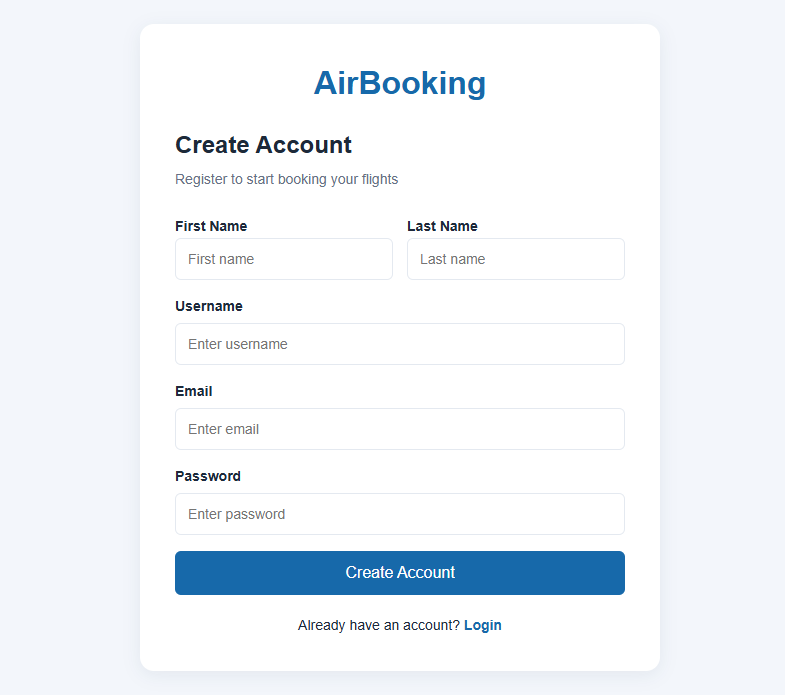 AirBooking
Create Account
Register to start booking your flights
First Name Last Name
First name Last name
Username
Enter username
Email
Enter email
Password
Enter password
Create Account
Already have an account? Login